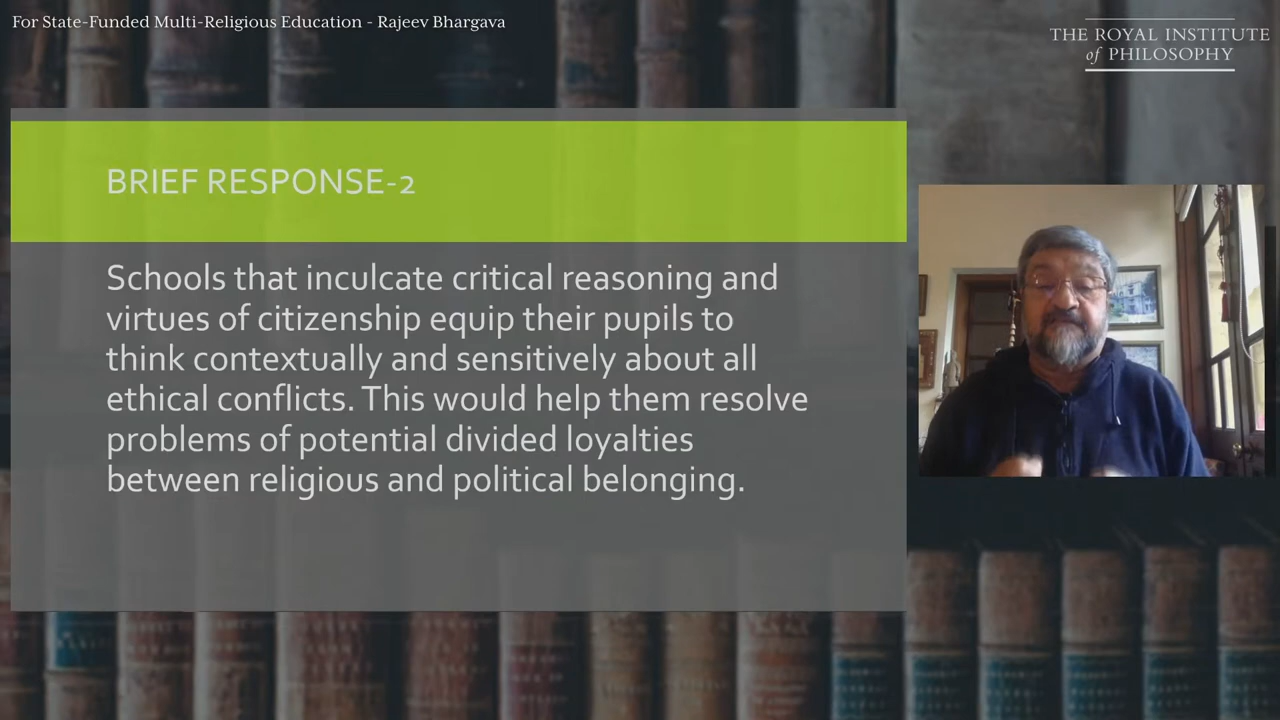 For State-Funded Multi-Religious Education - Rajeev Bhargava
THE ROYAL INSTITUTE
of PHILOSOPHY
BRIEF RESPONSE-2
Schools that inculcate critical reasoning and
virtues of citizenship equip their pupils to
think contextually and sensitively about all
ethical conflicts. This would help them resolve
problems of potential divided loyalties
between religious and political belonging.